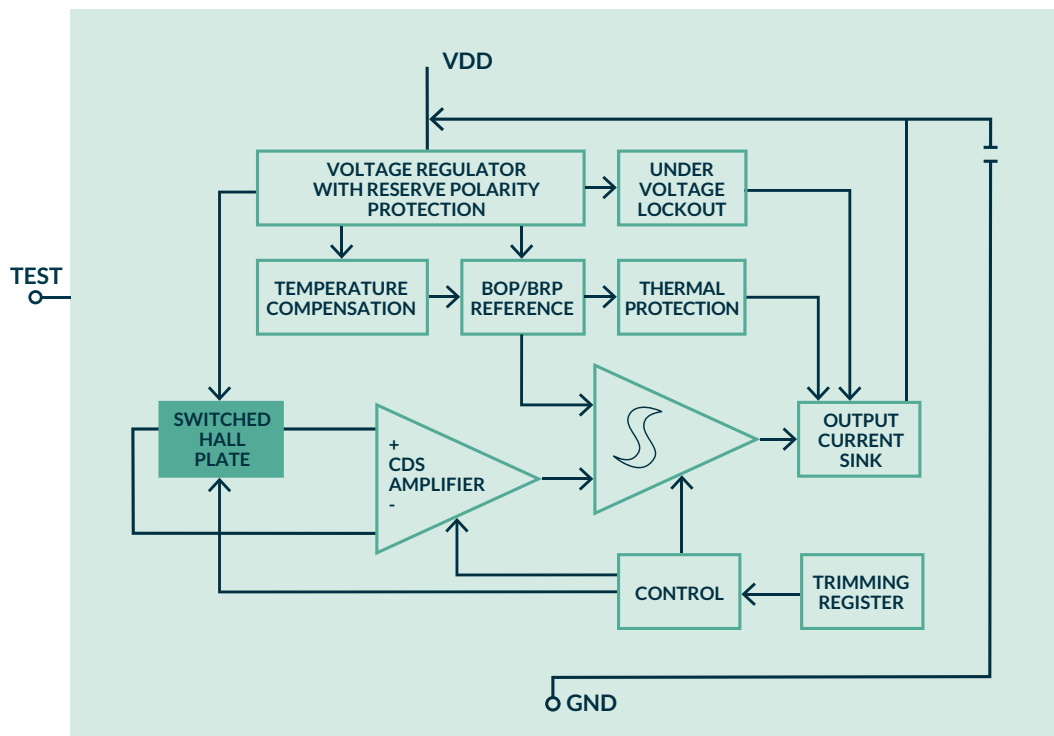 VDD
VOLTAGE REGULATOR
WITH RESERVE POLARITY
PROTECTION
UNDER
VOLTAGE
LOCKOUT
TEST
TEMPERATURE
COMPENSATION
BOP/BRP
REFERENCE
THERMAL
PROTECTION
SWITCHED
HALL
PLATE
+
CDS
AMPLIFIER
-
OUTPUT
CURRENT
SINK
CONTROL
TRIMMING
REGISTER
GND